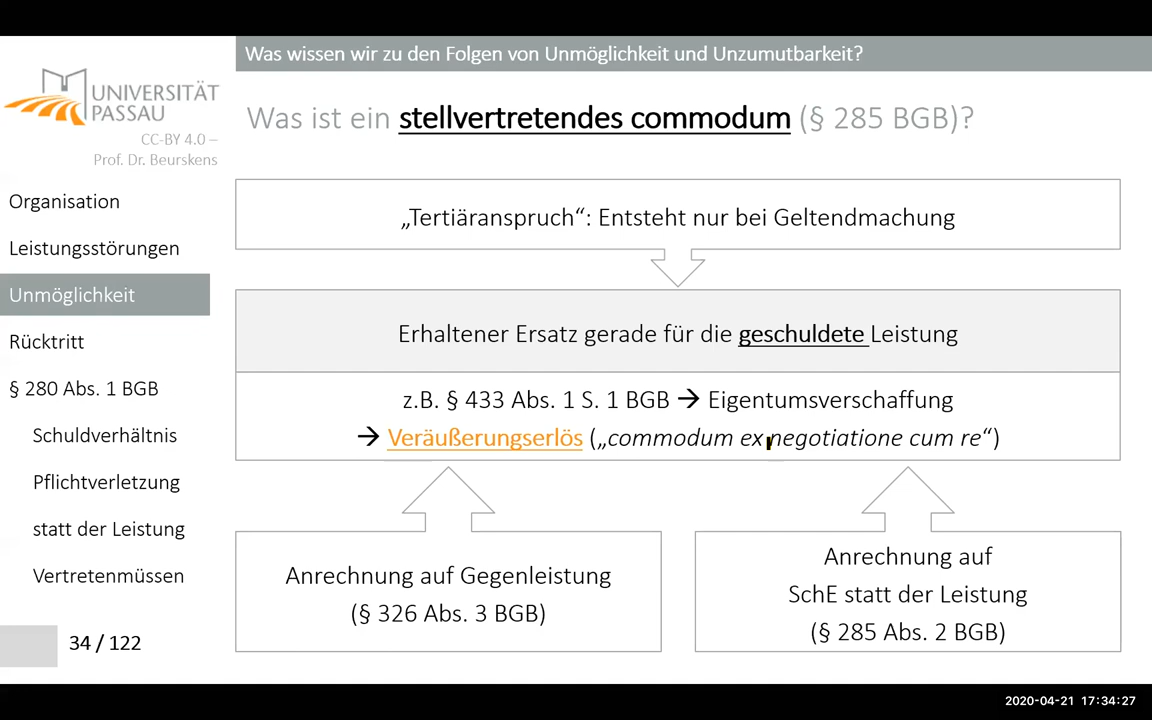 Was wissen wir zu den Folgen von Unmöglichkeit und Unzumutbarkeit?
UNIVERSITÄT
PASSAU
CC-BY 4.0 –
Prof. Dr. Beurskens
Was ist ein stellvertretendes commodum (§ 285 BGB)?
Organisation
Leistungsstörungen
Unmöglichkeit
Rücktritt
§ 280 Abs. 1 BGB
Schuldverhältnis
Pflichtverletzung
statt der Leistung
Vertretenmüssen
34 / 122
„Tertiäranspruch“: Entsteht nur bei Geltendmachung
Erhaltener Ersatz gerade für die geschuldete Leistung
z.B. § 433 Abs. 1 S. 1 BGB → Eigentumsverschaffung
→ Veräußerungserlös („commodum ex negotiatione cum re“)
Anrechnung auf Gegenleistung
(§ 326 Abs. 3 BGB)
Anrechnung auf
SchE statt der Leistung
(§ 285 Abs. 2 BGB)
2020-04-21 17:34:27